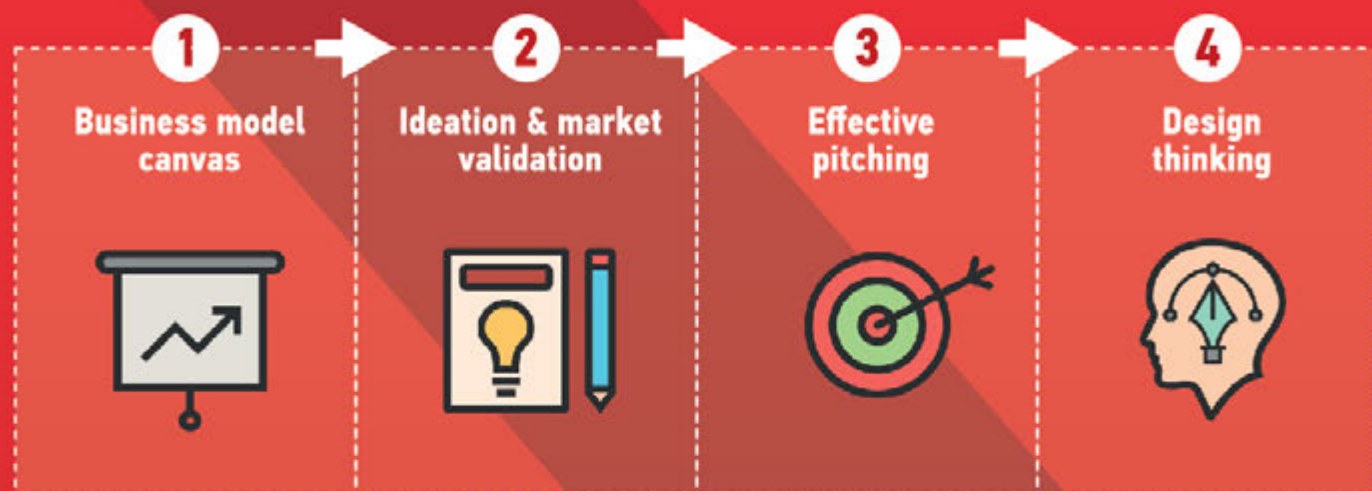 1
Business model
canvas
2
Ideation & market
validation
3
Effective
pitching
4
Design
thinking